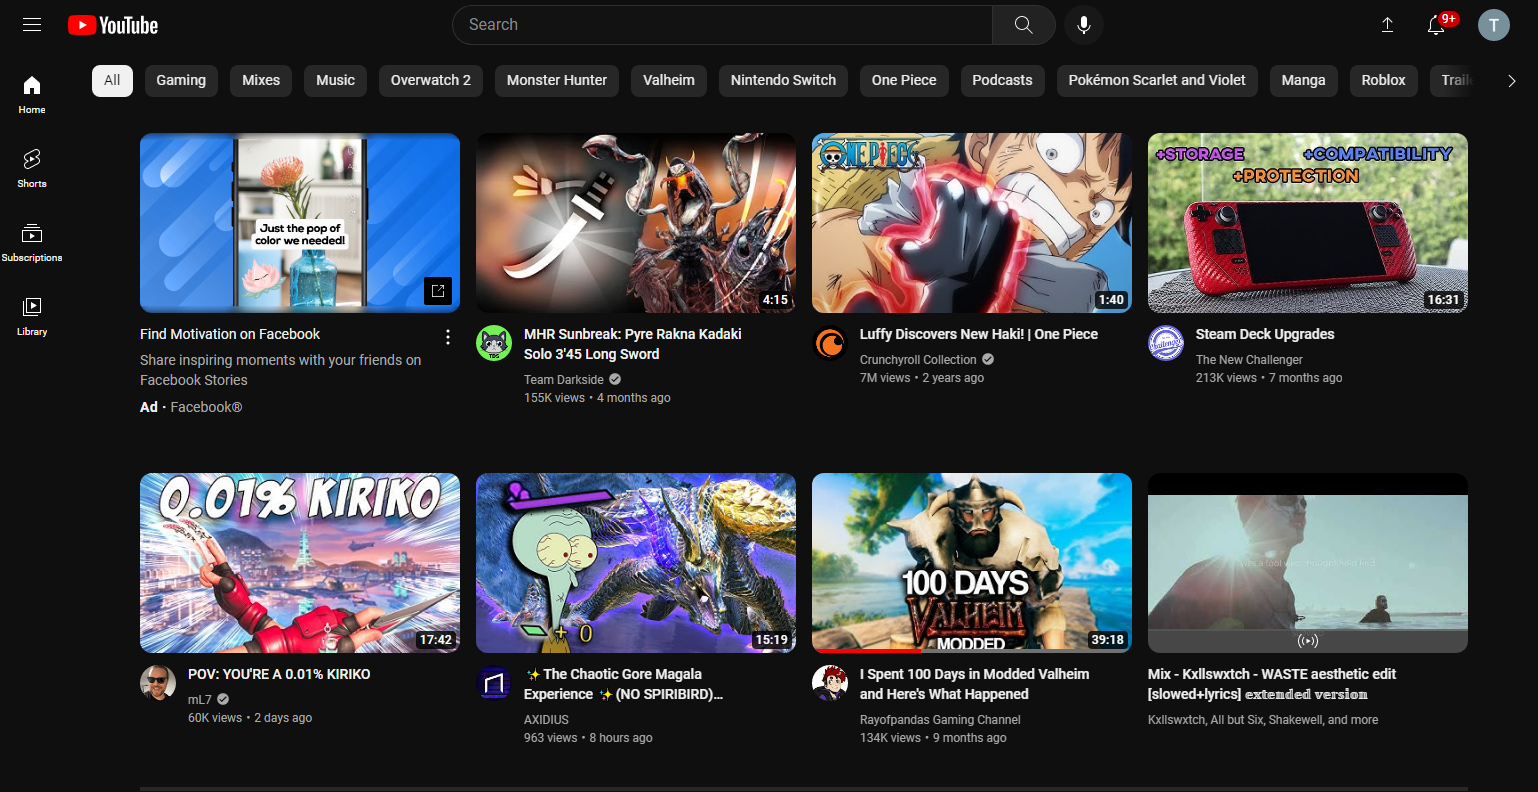 YouTube
Search
9+
T
All
Gaming
Mixes
Music
Overwatch 2
Monster Hunter
Valheim
Nintendo Switch
One Piece
Podcasts
Pokémon Scarlet and Violet
Manga
Roblox
Home
Shorts
Subscriptions
Library
Just the pop of
color we needed!
Find Motivation on Facebook
Share inspiring moments with your friends on
Facebook Stories
Ad · Facebook®
4:15
TDS
MHR Sunbreak: Pyre Rakna Kadaki
Solo 3'45 Long Sword
Team Darkside
155K views • 4 months ago
ONE PIECE
1:40
Luffy Discovers New Haki! | One Piece
Crunchyroll Collection
7M views • 2 years ago
+STORAGE +COMPATIBILITY
+PROTECTION
16:31
Steam Deck Upgrades
The New Challenger
213K views • 7 months ago
0.01% KIRIKO
17:42
POV: YOU'RE A 0.01% KIRIKO
mL7
60K views • 2 days ago
+ 0
15:19
✨The Chaotic Gore Magala
Experience ✨(NO SPIRIBIRD)...
AXIDIUS
963 views • 8 hours ago
100 DAYS
VALHEIM
MODDED
39:18
I Spent 100 Days in Modded Valheim
and Here's What Happened
Rayofpandas Gaming Channel
134K views • 9 months ago
Mix - Kxllswxtch - WASTE aesthetic edit
[slowed+lyrics] 𝕖𝕩𝕥𝕖𝕟𝕕𝕖𝕕 𝕧𝕖𝕣𝕤𝕚𝕠𝕟
Kxllswxtch, All but Six, Shakewell, and more